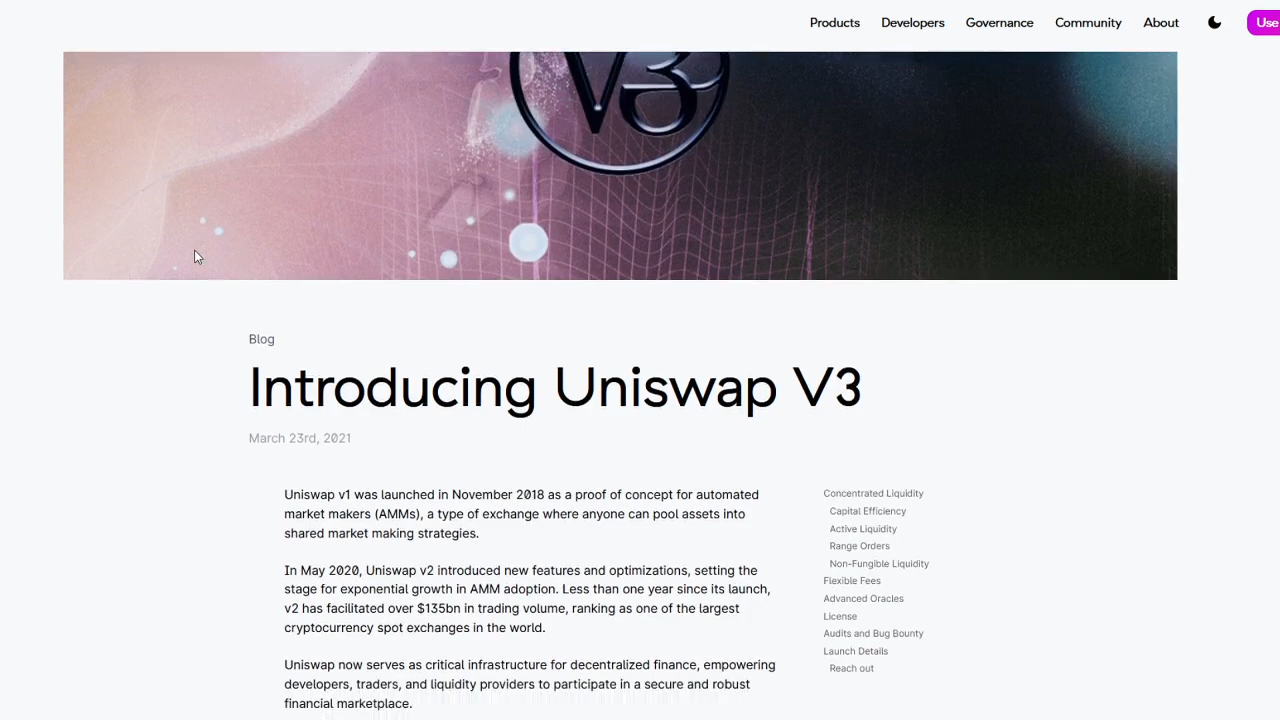 Products Developers Governance Community About Use
V3
Blog
Introducing Uniswap V3
March 23rd, 2021
Uniswap v1 was launched in November 2018 as a proof of concept for automated
market makers (AMMs), a type of exchange where anyone can pool assets into
shared market making strategies.
In May 2020, Uniswap v2 introduced new features and optimizations, setting the
stage for exponential growth in AMM adoption. Less than one year since its launch,
v2 has facilitated over $135bn in trading volume, ranking as one of the largest
cryptocurrency spot exchanges in the world.
Uniswap now serves as critical infrastructure for decentralized finance, empowering
developers, traders, and liquidity providers to participate in a secure and robust
financial marketplace.
Concentrated Liquidity
Capital Efficiency
Active Liquidity
Range Orders
Non-Fungible Liquidity
Flexible Fees
Advanced Oracles
License
Audits and Bug Bounty
Launch Details
Reach out